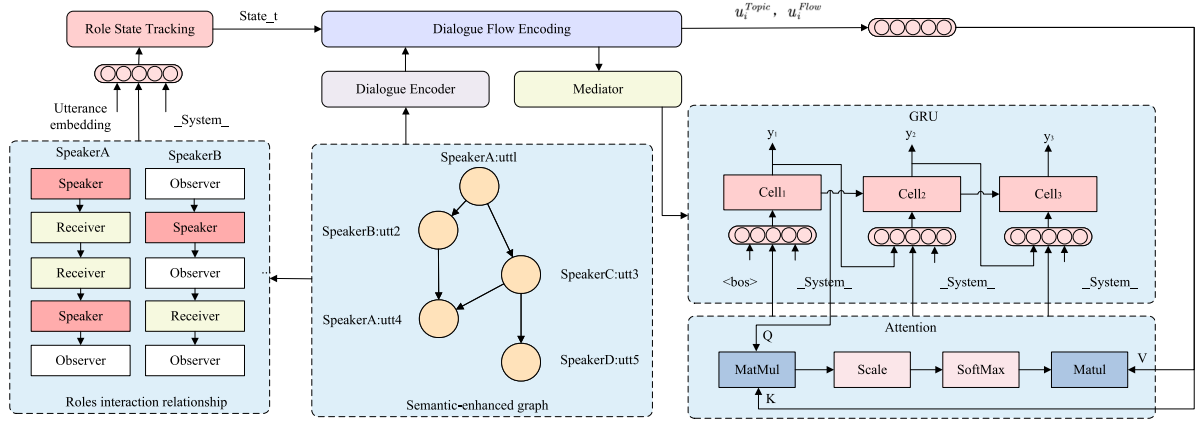 Role State Tracking
State_t
Dialogue Flow Encoding
u_i^{Topic}, u_i^{Flow}
Dialogue Encoder
Mediator
Utterance
embedding
_System_
SpeakerA
SpeakerB
Speaker
Observer
Receiver
Speaker
Receiver
Observer
Speaker
Receiver
Observer
Observer
...
Roles interaction relationship
SpeakerA:uttl
SpeakerB:utt2
SpeakerC:utt3
SpeakerA:utt4
SpeakerD:utt5
Semantic-enhanced graph
GRU
y1
y2
y3
Cell1
Cell2
Cell3
<bos>
_System_
_System_
_System_
Attention
Q
MatMul
Scale
SoftMax
Matul
V
K